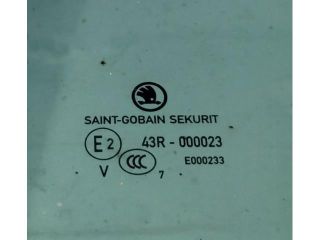 SAINT-GOBAIN SEKURIT
E2 43R - 000023
CCC E000233
V 7